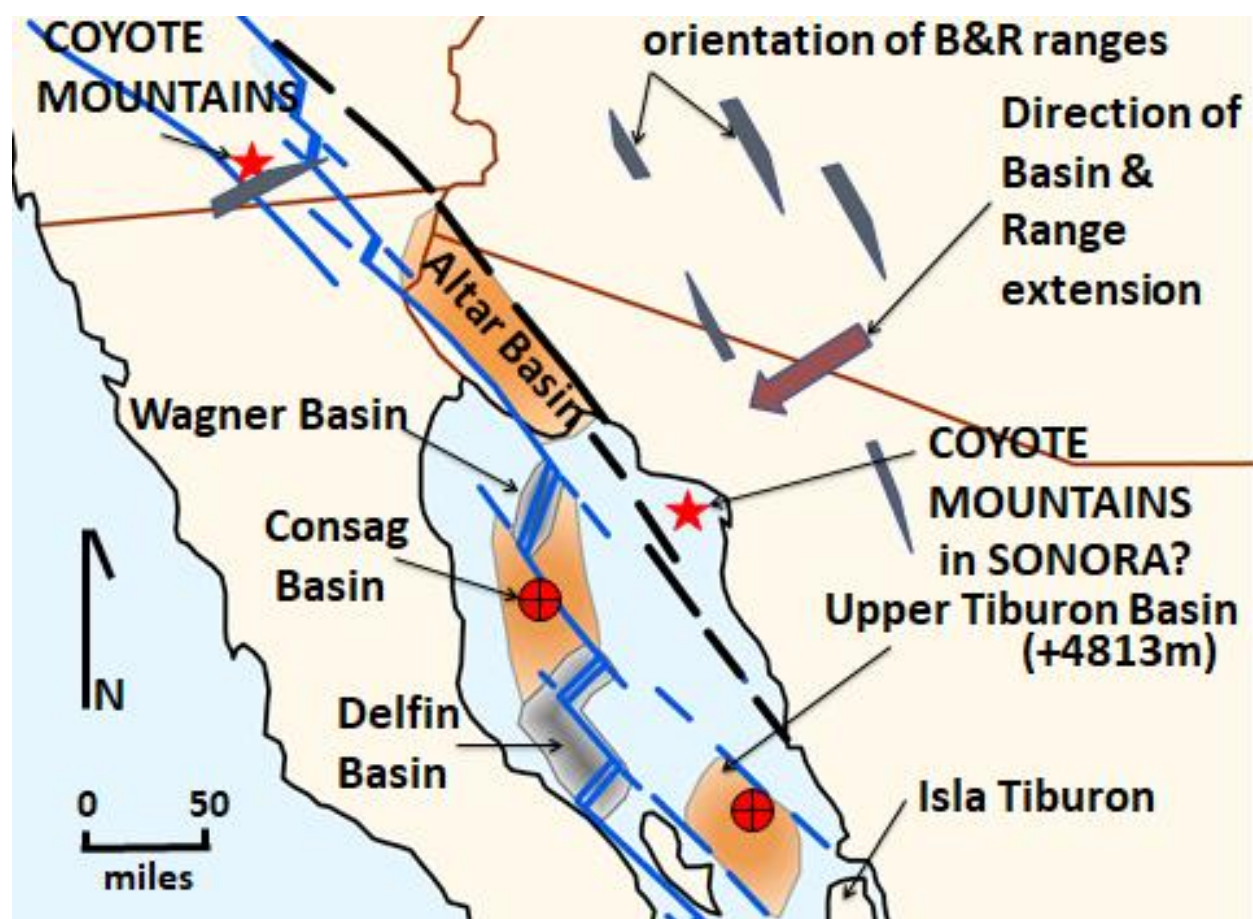 COYOTE
MOUNTAINS
orientation of B&R ranges
Direction of
Basin &
Range
extension
Altar Basin
Wagner Basin
COYOTE
MOUNTAINS
in SONORA?
Consag
Basin
Upper Tiburon Basin
(+4813m)
N
Delfin
Basin
Isla Tiburon
0 50
miles